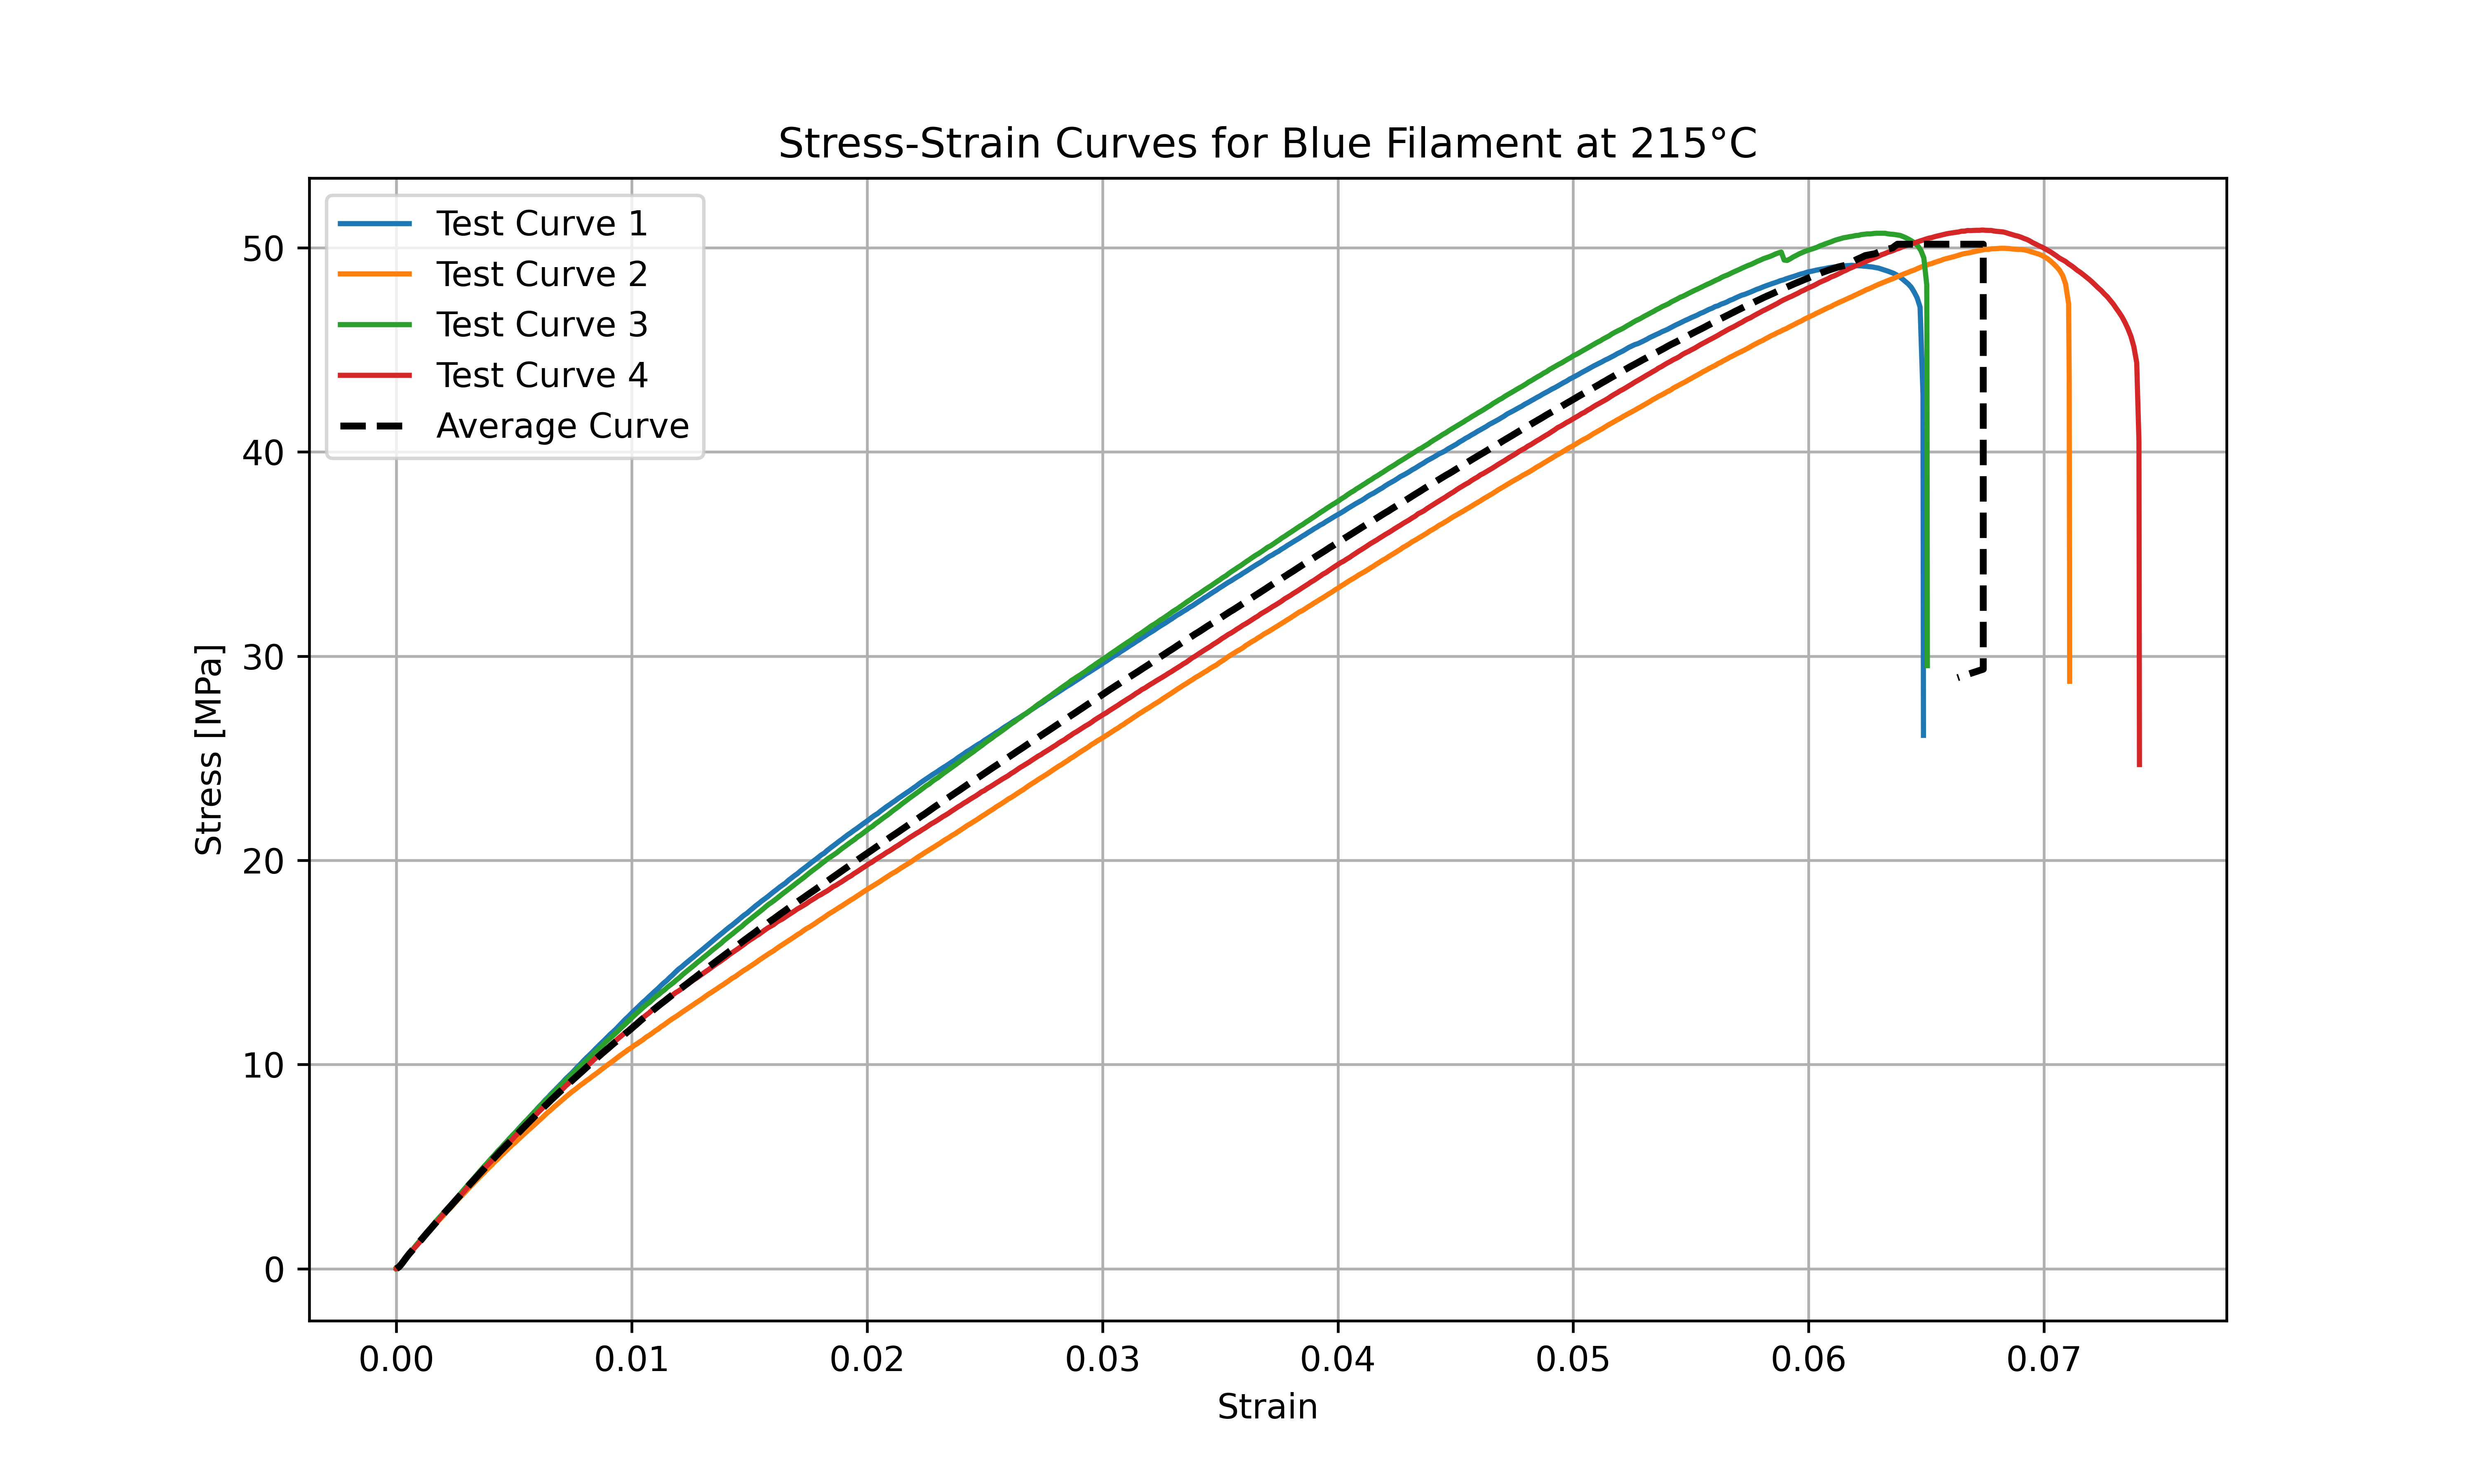 Stress-Strain Curves for Blue Filament at 215°C
Test Curve 1
Test Curve 2
Test Curve 3
Test Curve 4
Average Curve
Stress [MPa]
50
40
30
20
10
0
0.00 0.01 0.02 0.03 0.04 0.05 0.06 0.07
Strain